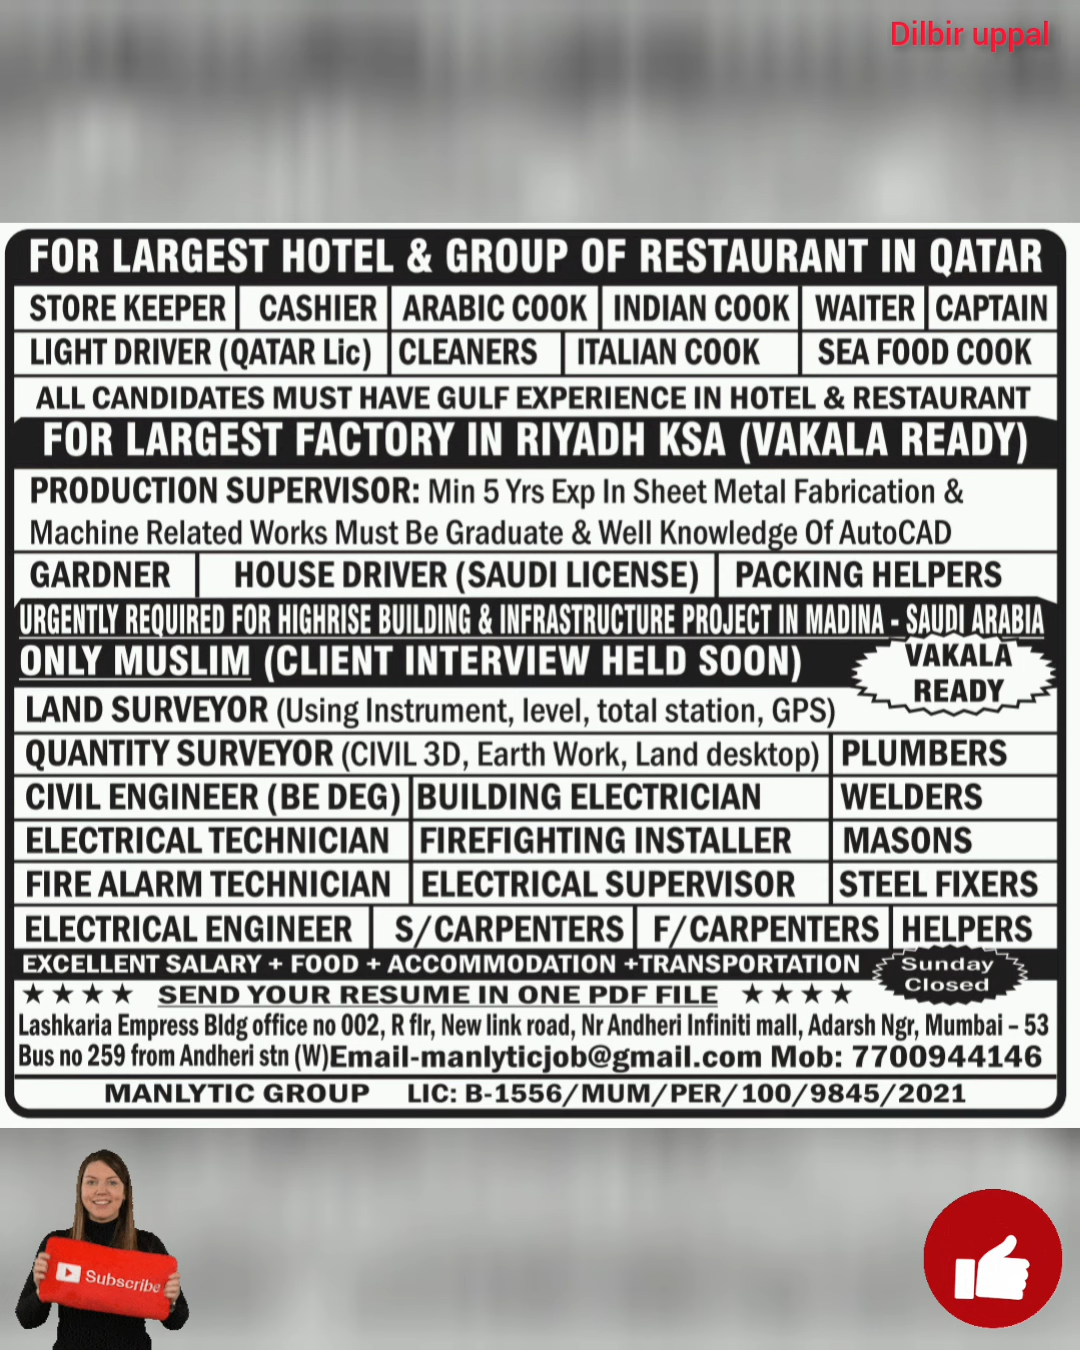 Dilbir uppal
FOR LARGEST HOTEL & GROUP OF RESTAURANT IN QATAR
STORE KEEPER CASHIER ARABIC COOK INDIAN COOK WAITER CAPTAIN
LIGHT DRIVER (QATAR Lic) CLEANERS ITALIAN COOK SEA FOOD COOK
ALL CANDIDATES MUST HAVE GULF EXPERIENCE IN HOTEL & RESTAURANT
FOR LARGEST FACTORY IN RIYADH KSA (VAKALA READY)
PRODUCTION SUPERVISOR: Min 5 Yrs Exp In Sheet Metal Fabrication &
Machine Related Works Must Be Graduate & Well Knowledge Of AutoCAD
GARDNER HOUSE DRIVER (SAUDI LICENSE) PACKING HELPERS
URGENTLY REQUIRED FOR HIGHRISE BUILDING & INFRASTRUCTURE PROJECT IN MADINA - SAUDI ARABIA
ONLY MUSLIM (CLIENT INTERVIEW HELD SOON)
VAKALA
READY
LAND SURVEYOR (Using Instrument, level, total station, GPS)
QUANTITY SURVEYOR (CIVIL 3D, Earth Work, Land desktop) PLUMBERS
CIVIL ENGINEER (BE DEG) BUILDING ELECTRICIAN WELDERS
ELECTRICAL TECHNICIAN FIREFIGHTING INSTALLER MASONS
FIRE ALARM TECHNICIAN ELECTRICAL SUPERVISOR STEEL FIXERS
ELECTRICAL ENGINEER S/CARPENTERS F/CARPENTERS HELPERS
EXCELLENT SALARY + FOOD + ACCOMMODATION +TRANSPORTATION
Sunday
Closed
★★★★ SEND YOUR RESUME IN ONE PDF FILE ★★★★
Lashkaria Empress Bldg office no 002, R flr, New link road, Nr Andheri Infiniti mall, Adarsh Ngr, Mumbai – 53
Bus no 259 from Andheri stn (W)Email-manlyticjob@gmail.com Mob: 7700944146
MANLYTIC GROUP LIC: B-1556/MUM/PER/100/9845/2021
Subscribe